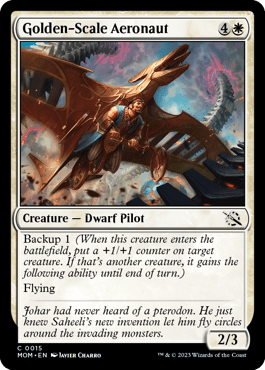 Golden-Scale Aeronaut 4
Creature — Dwarf Pilot
Backup 1 (When this creature enters the
battlefield, put a +1/+1 counter on target
creature. If that's another creature, it gains the
following ability until end of turn.)
Flying
Johar had never heard of a pterodon. He just
knew Saheeli's new invention let him fly circles
around the invading monsters.
2/3
C 0015
MOM • EN Javier Charro
™ & © 2023 Wizards of the Coast